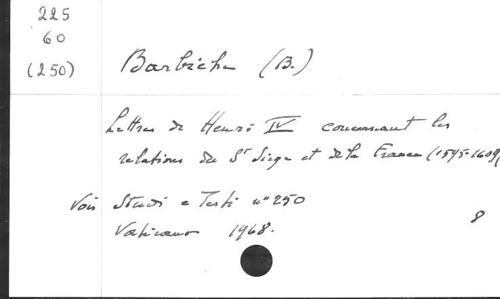 225
60
(250)
Barbiche (B.)
Lettres de Henri IV concernant les
relations du St Siège et de la France (1595-1609)
Voir Studi e Testi n° 250
Vaticano 1968.
8